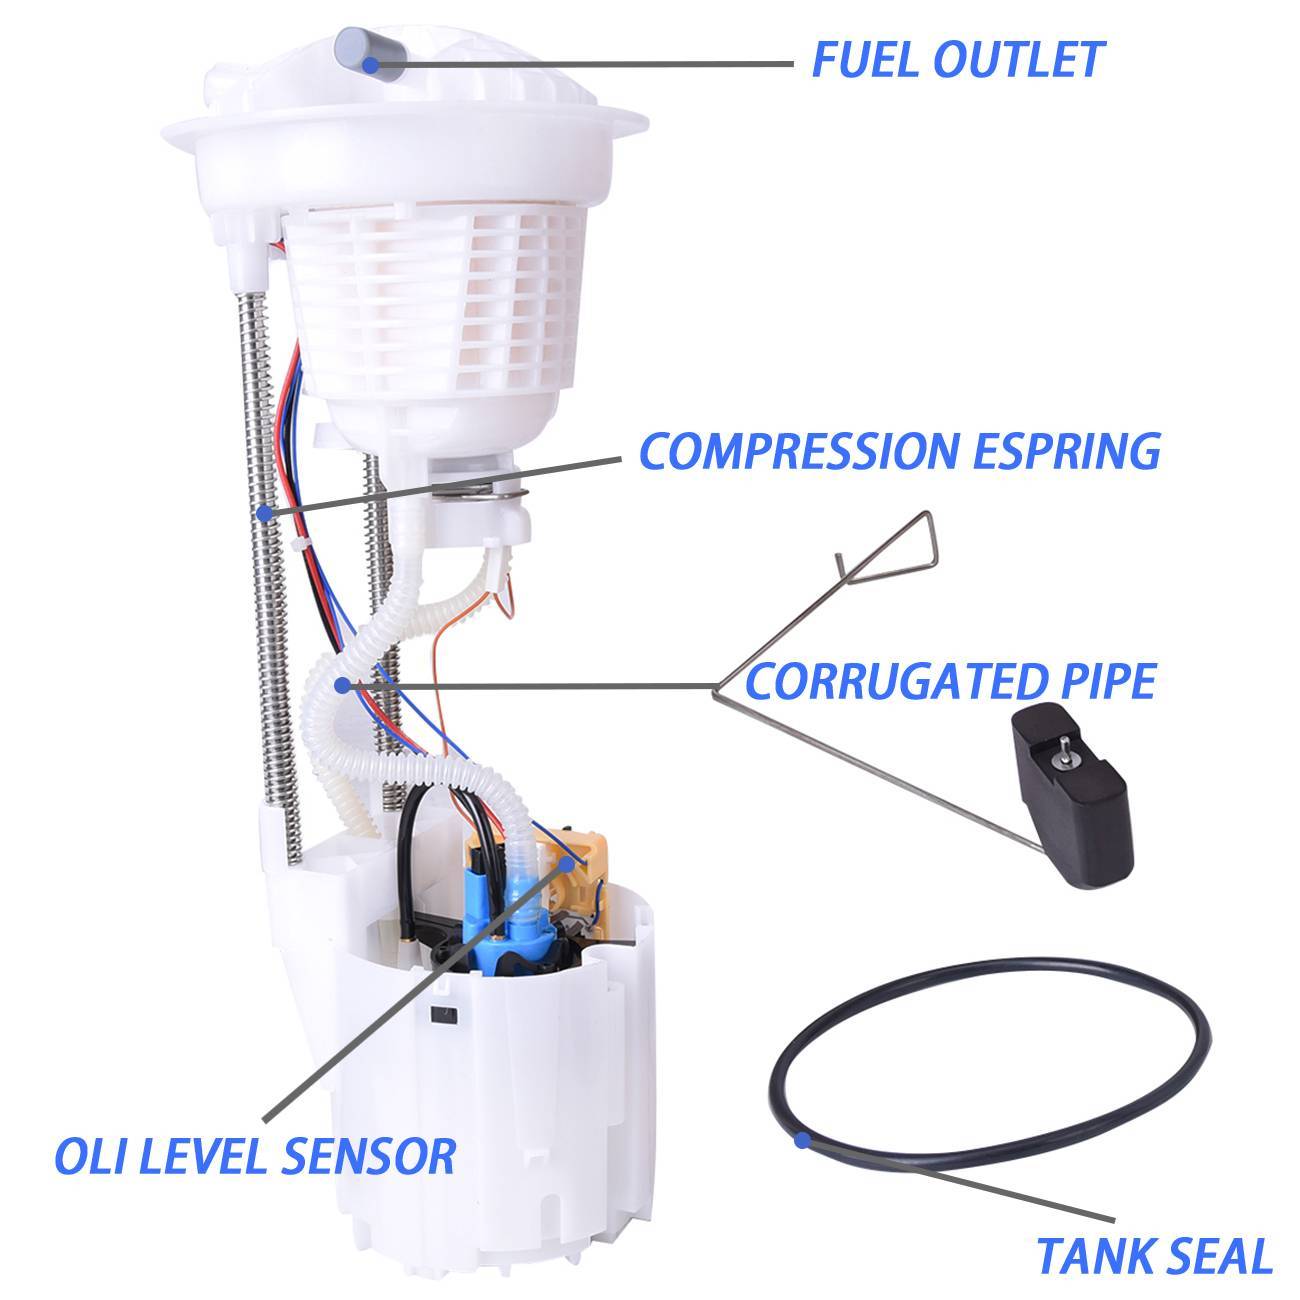 FUEL OUTLET
COMPRESSION ESPRING
CORRUGATED PIPE
OLI LEVEL SENSOR
TANK SEAL